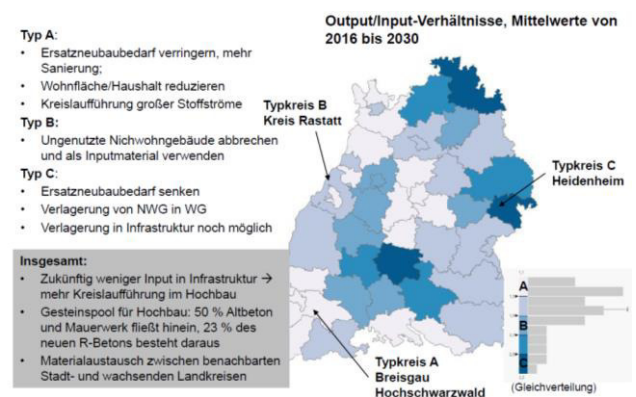 Typ A:
• Ersatzneubaubedarf verringern, mehr
Sanierung;
• Wohnfläche/Haushalt reduzieren
• Kreislaufführung großer Stoffströme
Typ B:
• Ungenutzte Nichwohngebäude abbrechen
und als Inputmaterial verwenden
Typ C:
• Ersatzneubaubedarf senken
• Verlagerung von NWG in WG
• Verlagerung in Infrastruktur noch möglich
Insgesamt:
• Zukünftig weniger Input in Infrastruktur →
mehr Kreislaufführung im Hochbau
• Gesteinspool für Hochbau: 50 % Altbeton
und Mauerwerk fließt hinein, 23 % des
neuen R-Betons besteht daraus
• Materialaustausch zwischen benachbarten
Stadt- und wachsenden Landkreisen
Output/Input-Verhältnisse, Mittelwerte von
2016 bis 2030
Typkreis B
Kreis Rastatt
Typkreis C
Heidenheim
Typkreis A
Breisgau
Hochschwarzwald
A
B
C
(Gleichverteilung)